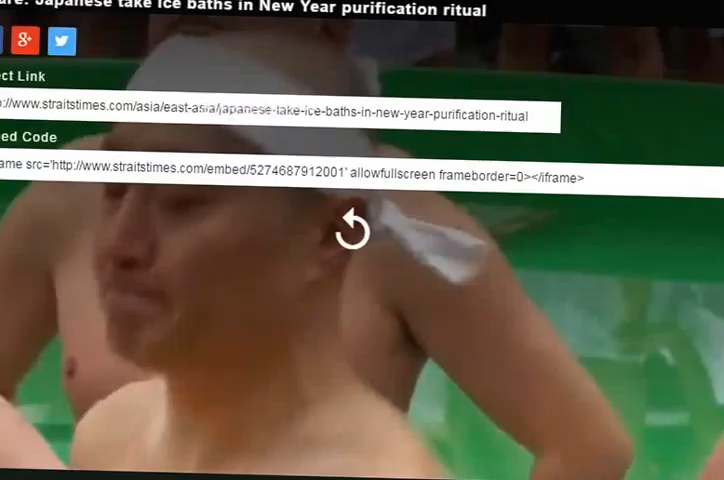 are: Japanese take ice baths in New Year purification ritual
g+
ect Link
p://www.straitstimes.com/asia/east-asia/japanese-take-ice-baths-in-new-year-purification-ritual
ed Code
ame src='http://www.straitstimes.com/embed/5274687912001' allowfullscreen frameborder=0></iframe>